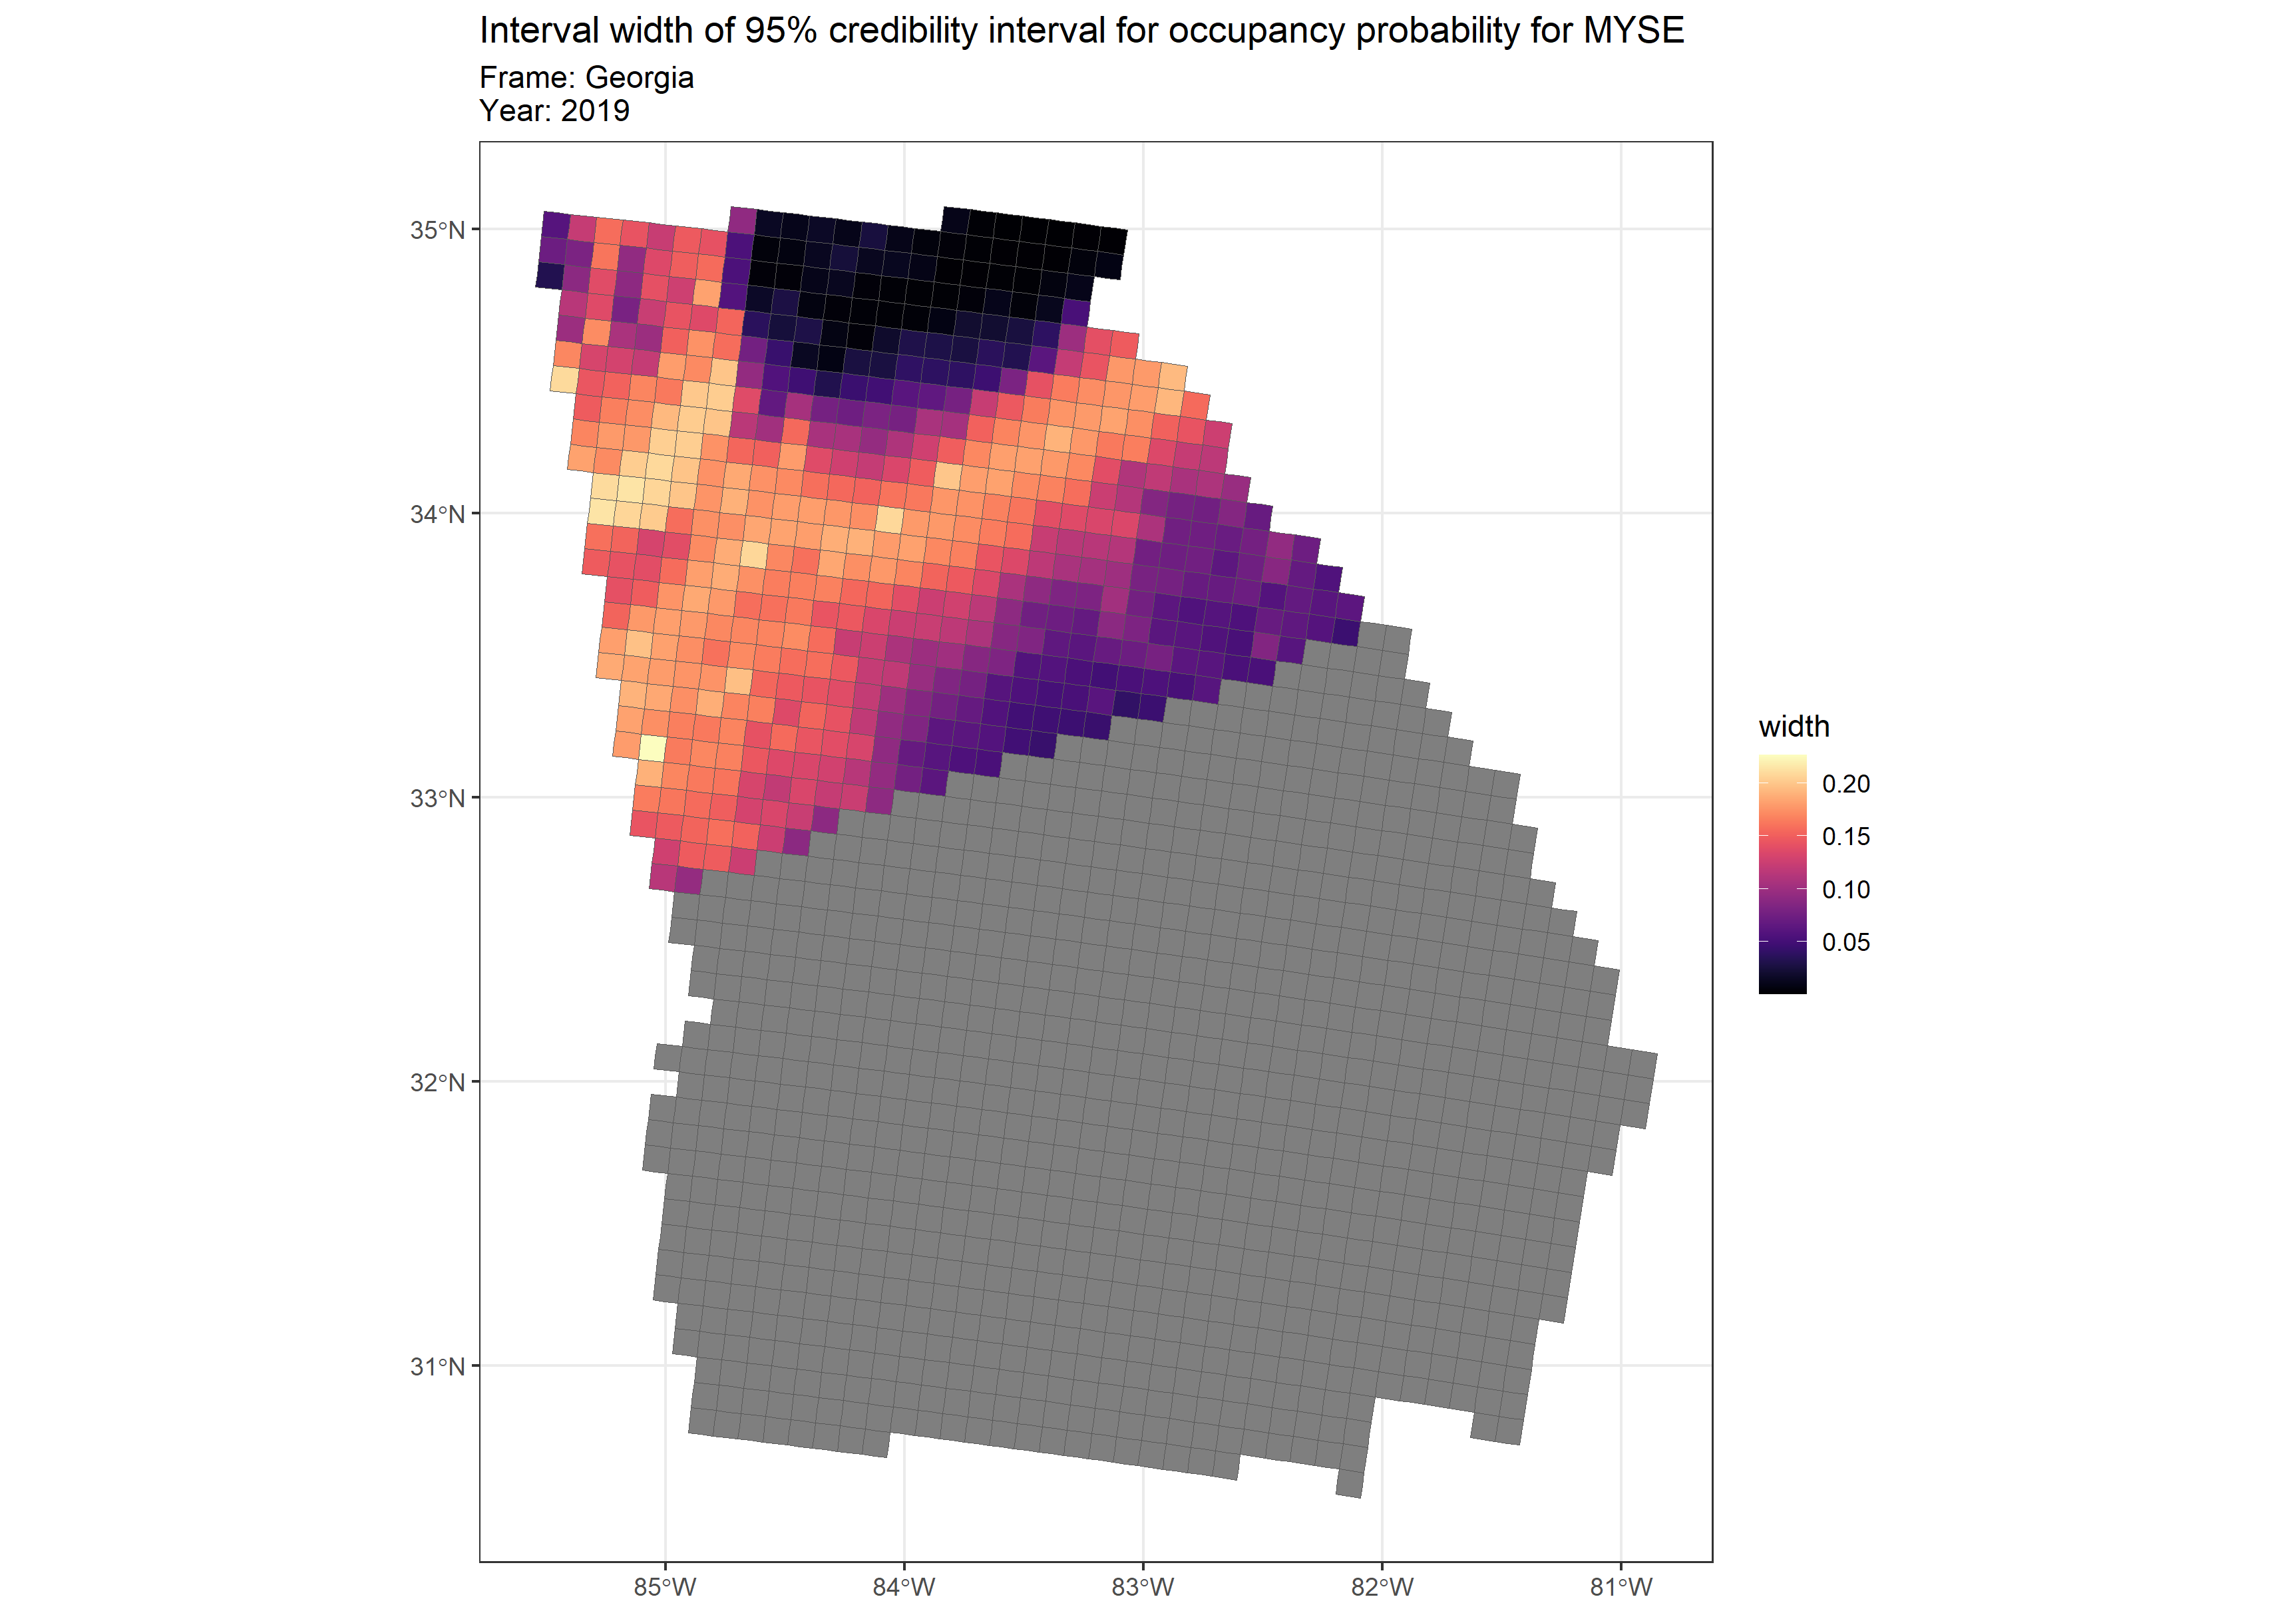 Interval width of 95% credibility interval for occupancy probability for MYSE
Frame: Georgia
Year: 2019
35°N
34°N
33°N
32°N
31°N
85°W
84°W
83°W
82°W
81°W
width
0.20
0.15
0.10
0.05